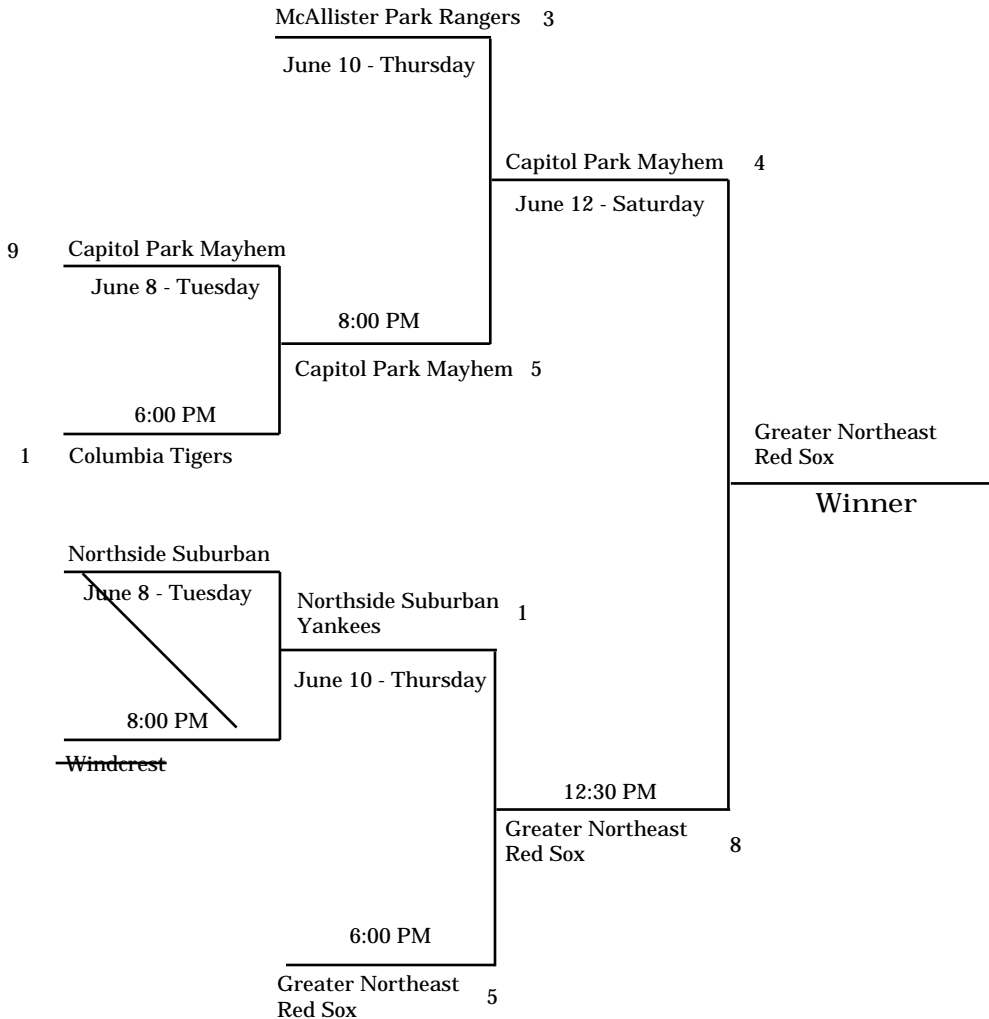 McAllister Park Rangers 3
June 10 - Thursday
Capitol Park Mayhem 4
June 12 - Saturday
9 Capitol Park Mayhem
June 8 - Tuesday
8:00 PM
Capitol Park Mayhem 5
6:00 PM
1 Columbia Tigers
Greater Northeast
Red Sox
Winner
Northside Suburban
June 8 - Tuesday
Northside Suburban
Yankees 1
June 10 - Thursday
8:00 PM
Windcrest
12:30 PM
Greater Northeast
Red Sox 8
6:00 PM
Greater Northeast
Red Sox 5